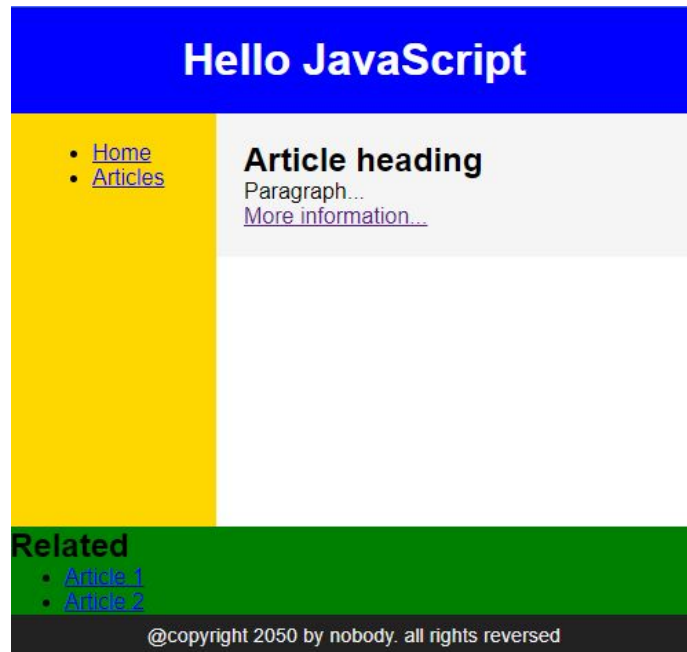 Hello JavaScript
Home
Articles
Article heading
Paragraph...
More information...
Related
Article 1
Article 2
@copyright 2050 by nobody. all rights reversed